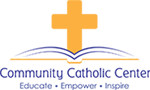 Community Catholic Center
Educate • Empower • Inspire